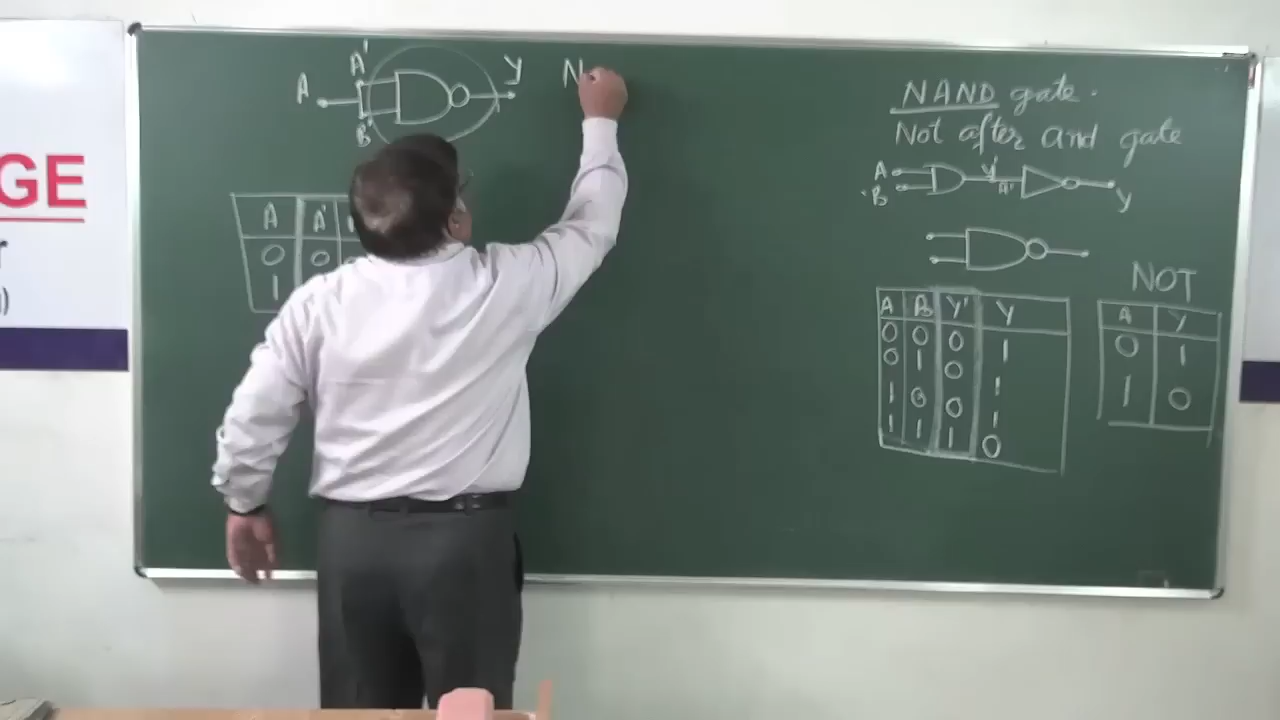 GE
A A' B' Y
N
A A'
0 0
1
NAND gate.
Not after and gate
A Y' A' Y
B
A B Y' Y
0 0 0 1
0 1 0 1
1 0 0 1
1 1 1 0
NOT
A Y
0 1
1 0